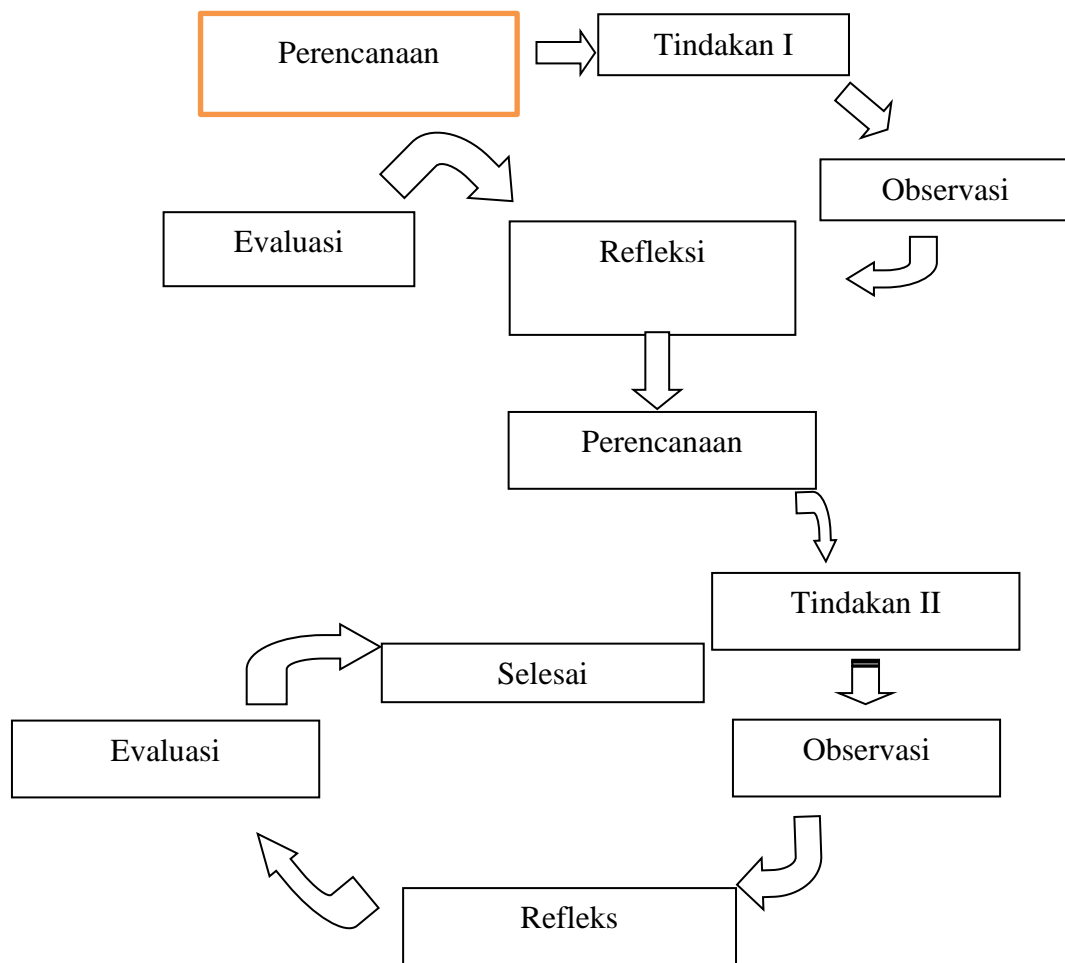 Perencanaan
Tindakan I
Observasi
Evaluasi
Refleksi
Perencanaan
Tindakan II
Selesai
Evaluasi
Observasi
Refleks